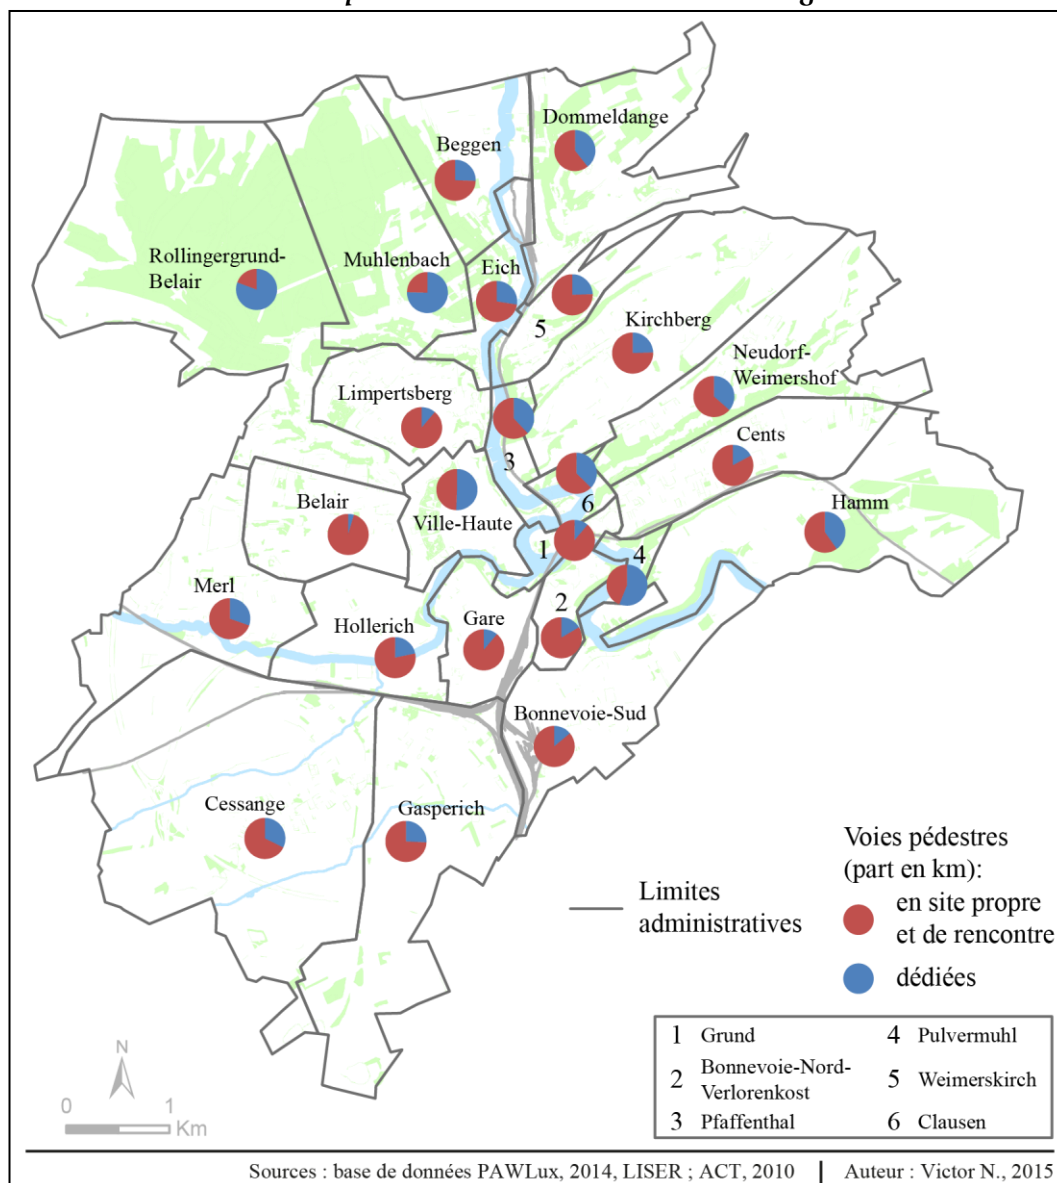 Dommeldange
Beggen
Rollingergrund-
Belair
Muhlenbach
Eich
5
Kirchberg
Neudorf-
Weimershof
Limpertsberg
Cents
3
Belair
Ville-Haute
6
Hamm
1
4
Merl
2
Hollerich
Gare
Bonnevoie-Sud
Cessange
Gasperich
Voies pédestres
(part en km):
en site propre
et de rencontre
dédiées
Limites
administratives
1 Grund
2 Bonnevoie-Nord-
Verlorenkost
3 Pfaffenthal
4 Pulvermuhl
5 Weimerskirch
6 Clausen
N
0 1
Km
Sources : base de données PAWLux, 2014, LISER ; ACT, 2010 | Auteur : Victor N., 2015